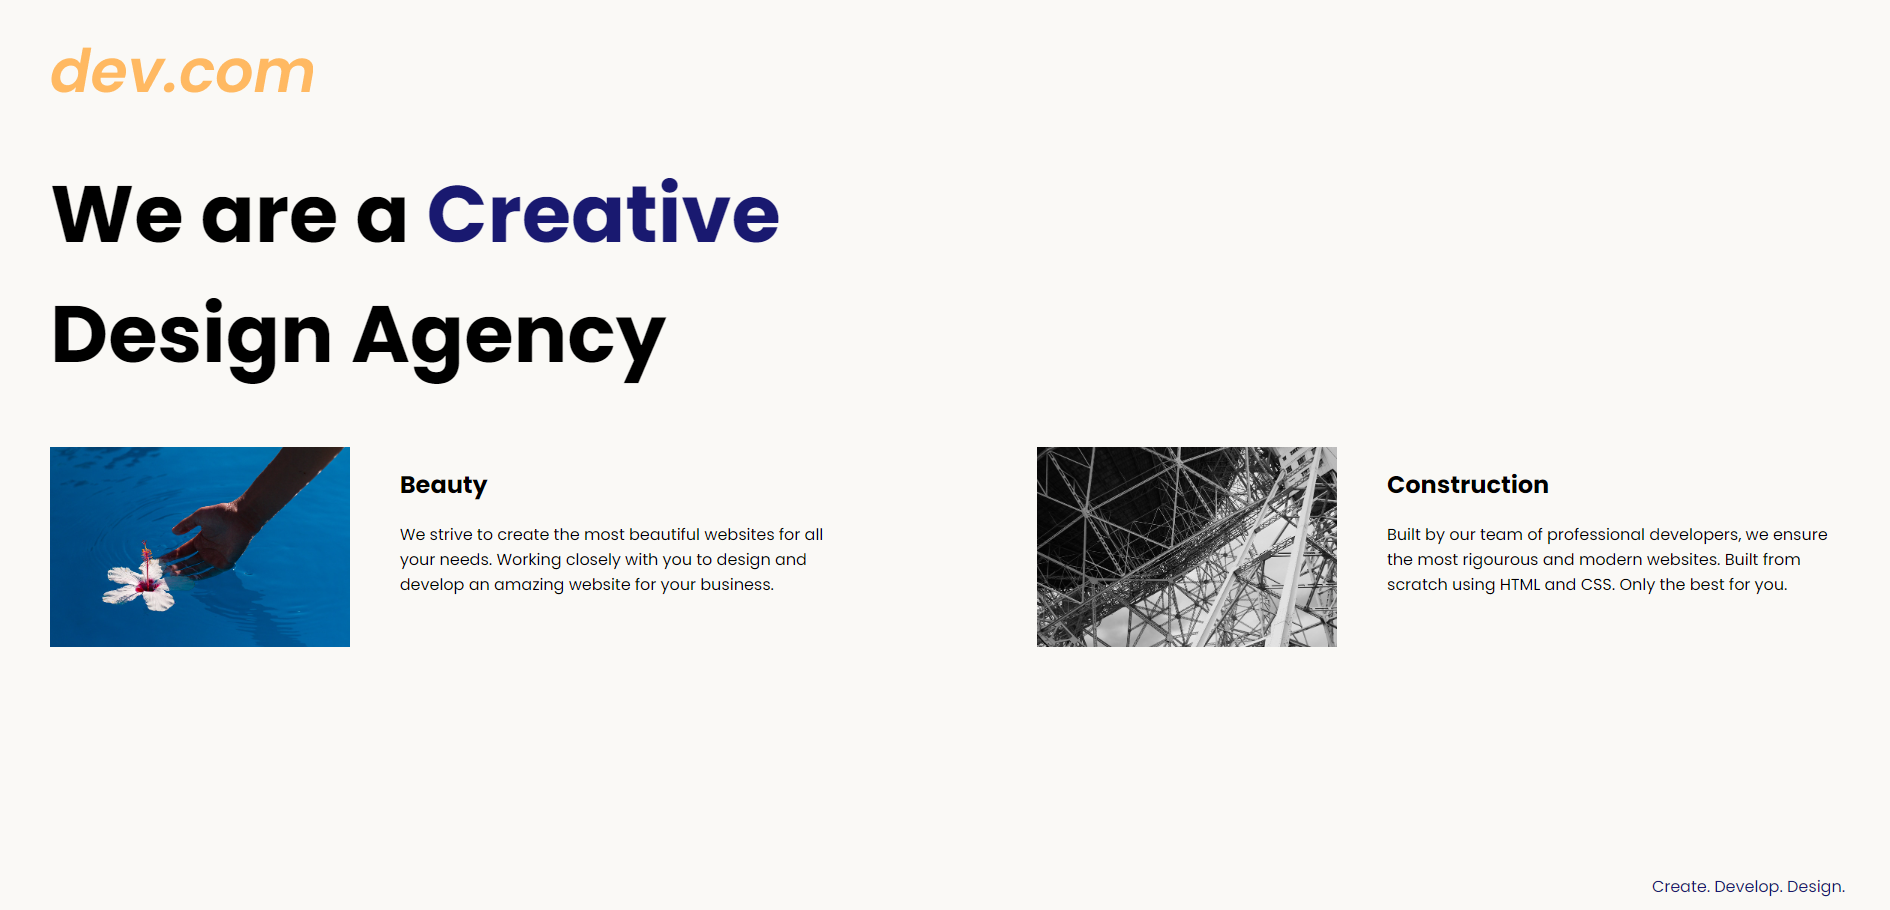 dev.com
We are a Creative
Design Agency
Beauty
We strive to create the most beautiful websites for all
your needs. Working closely with you to design and
develop an amazing website for your business.
Construction
Built by our team of professional developers, we ensure
the most rigourous and modern websites. Built from
scratch using HTML and CSS. Only the best for you.
Create. Develop. Design.